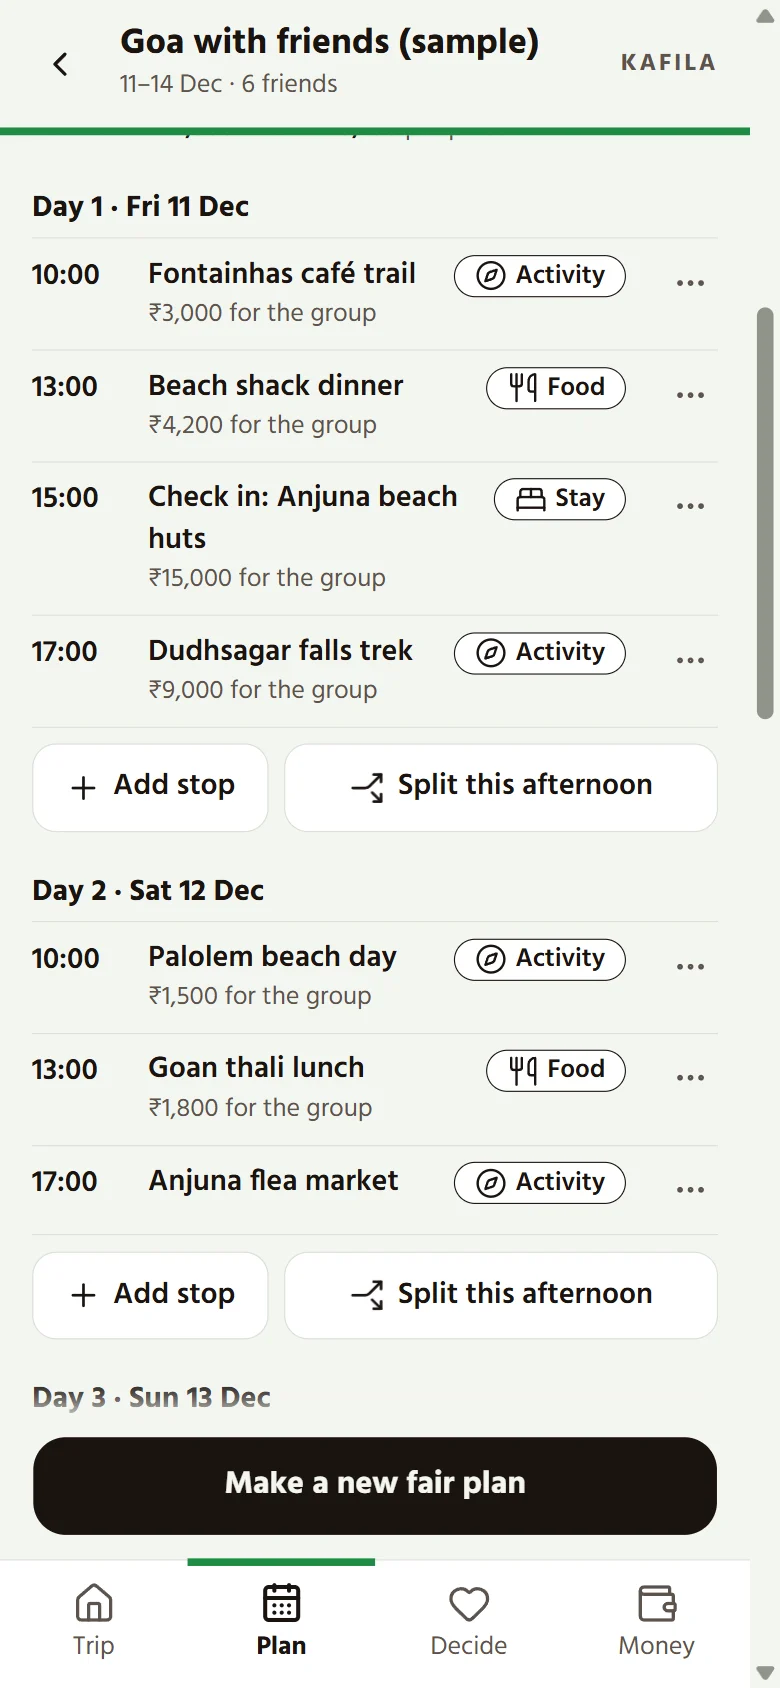 Goa with friends (sample)
11–14 Dec · 6 friends
KAFILA
Day 1 · Fri 11 Dec
10:00
Fontainhas café trail
Activity
₹3,000 for the group
13:00
Beach shack dinner
Food
₹4,200 for the group
15:00
Check in: Anjuna beach
huts
Stay
₹15,000 for the group
17:00
Dudhsagar falls trek
Activity
₹9,000 for the group
Add stop
Split this afternoon
Day 2 · Sat 12 Dec
10:00
Palolem beach day
Activity
₹1,500 for the group
13:00
Goan thali lunch
Food
₹1,800 for the group
17:00
Anjuna flea market
Activity
Add stop
Split this afternoon
Day 3 · Sun 13 Dec
Make a new fair plan
Trip
Plan
Decide
Money